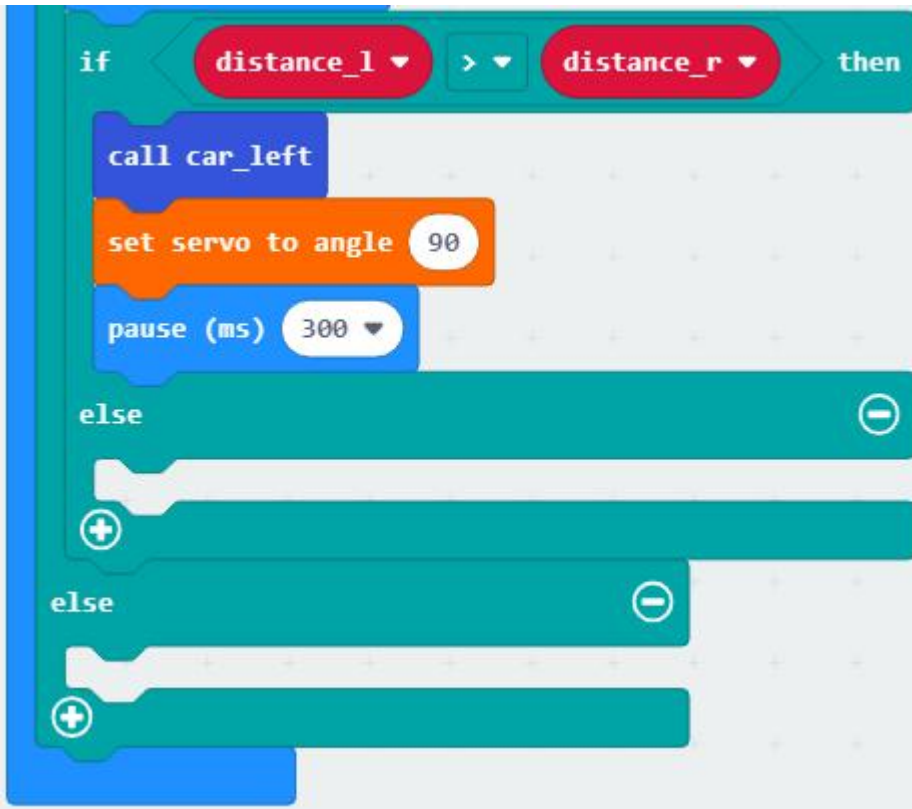 if distance_l > distance_r then
call car_left
set servo to angle 90
pause (ms) 300
else
else